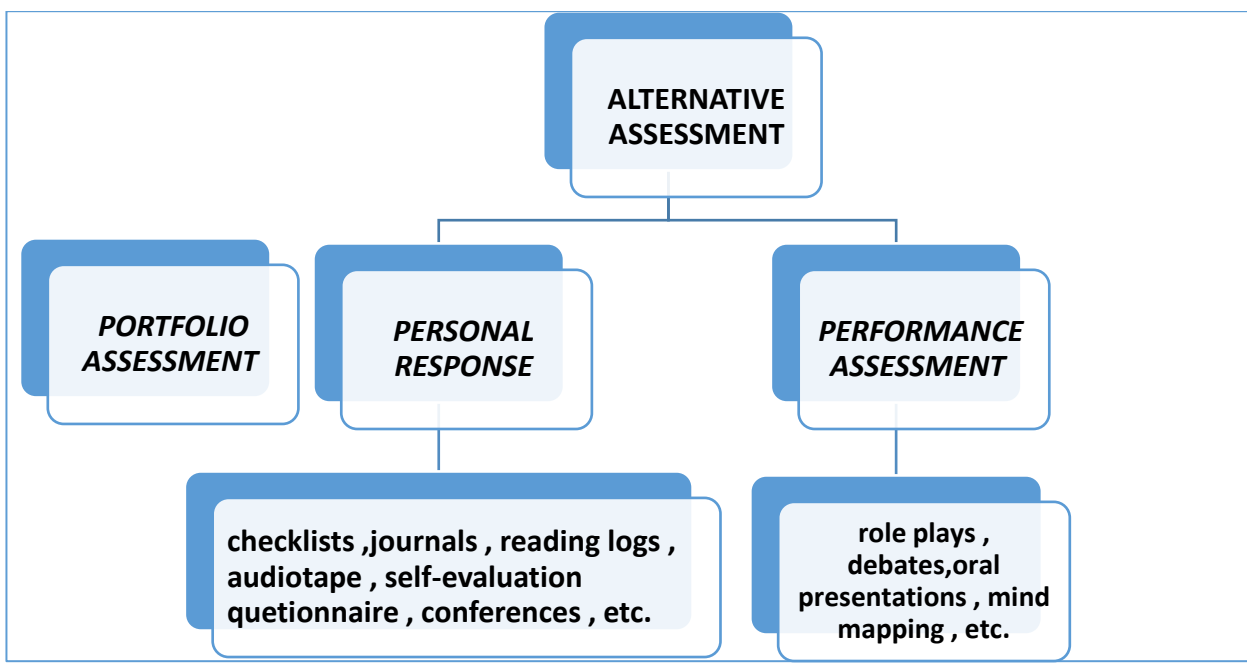 ALTERNATIVE
ASSESSMENT
PORTFOLIO
ASSESSMENT
PERSONAL
RESPONSE
PERFORMANCE
ASSESSMENT
checklists ,journals , reading logs ,
audiotape , self-evaluation
quetionnaire , conferences , etc.
role plays ,
debates,oral
presentations , mind
mapping , etc.